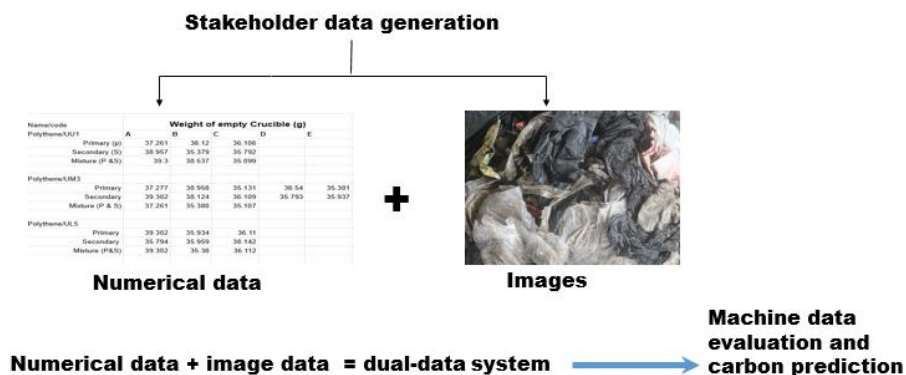 Stakeholder data generation
Name/code Weight of empty Crucible (g)
Polythene/UU1 A B C D E
Primary (p) 37.261 38.12 36.106
Secondary (S) 38.957 35.379 35.792
Mixture (P &S) 39.3 38.537 35.099
Polythene/UM3
Primary 37.277 38.958 35.131 38.54 35.381
Secondary 39.302 38.124 36.109 35.793 35.937
Mixture (P & S) 37.261 35.388 35.107
Polythene/UL5
Primary 39.302 35.934 36.11
Secondary 35.794 35.959 38.142
Mixture (P&S) 39.302 35.38 36.112
+
Numerical data
Images
Numerical data + image data = dual-data system
Machine data
evaluation and
carbon prediction